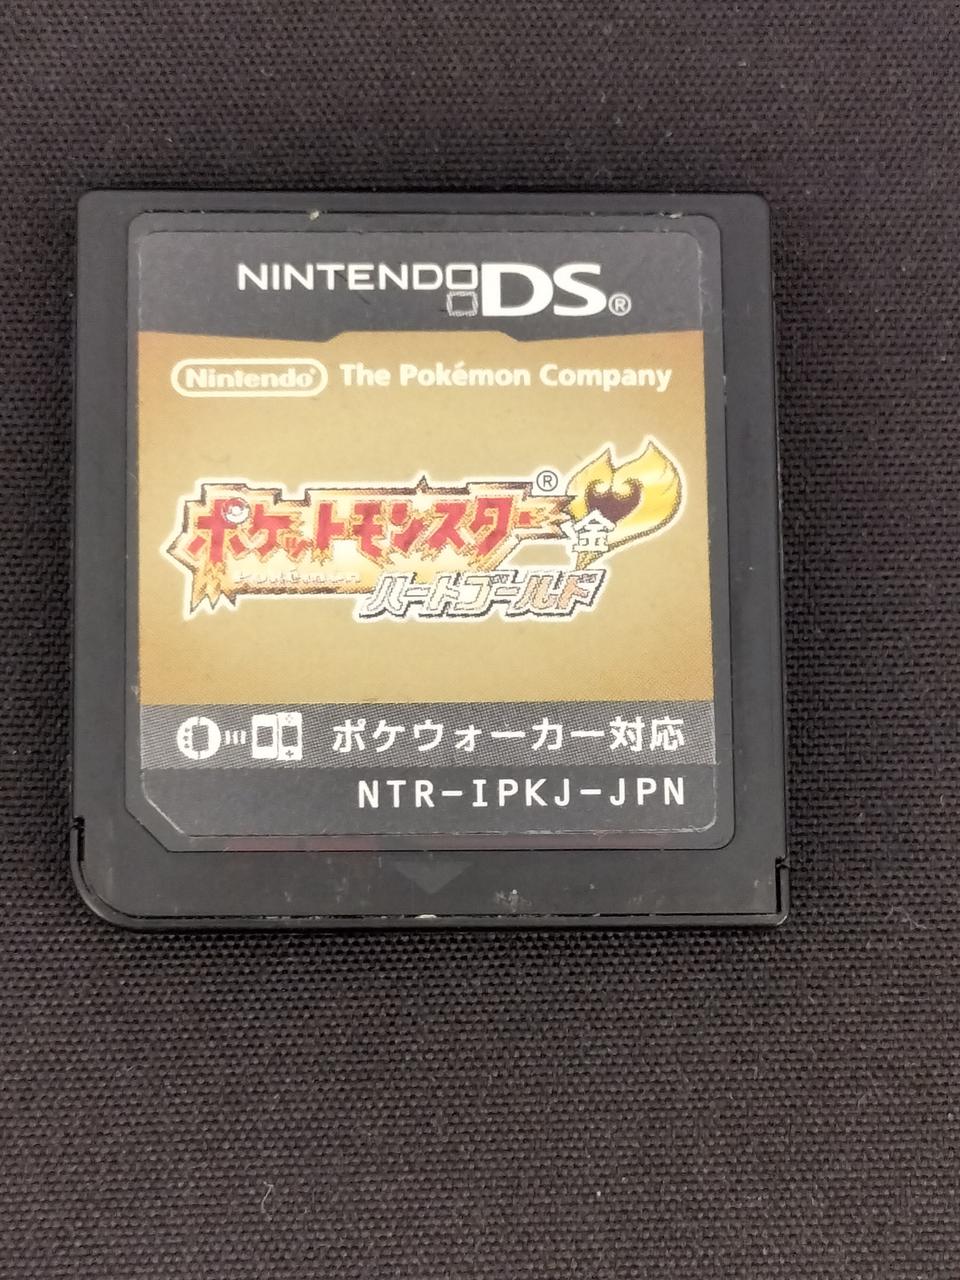 NINTENDO DS®
Nintendo® The Pokémon Company
ポケットモンスター® 金
ハートゴールド
ポケウォーカー対応
NTR-IPKJ-JPN